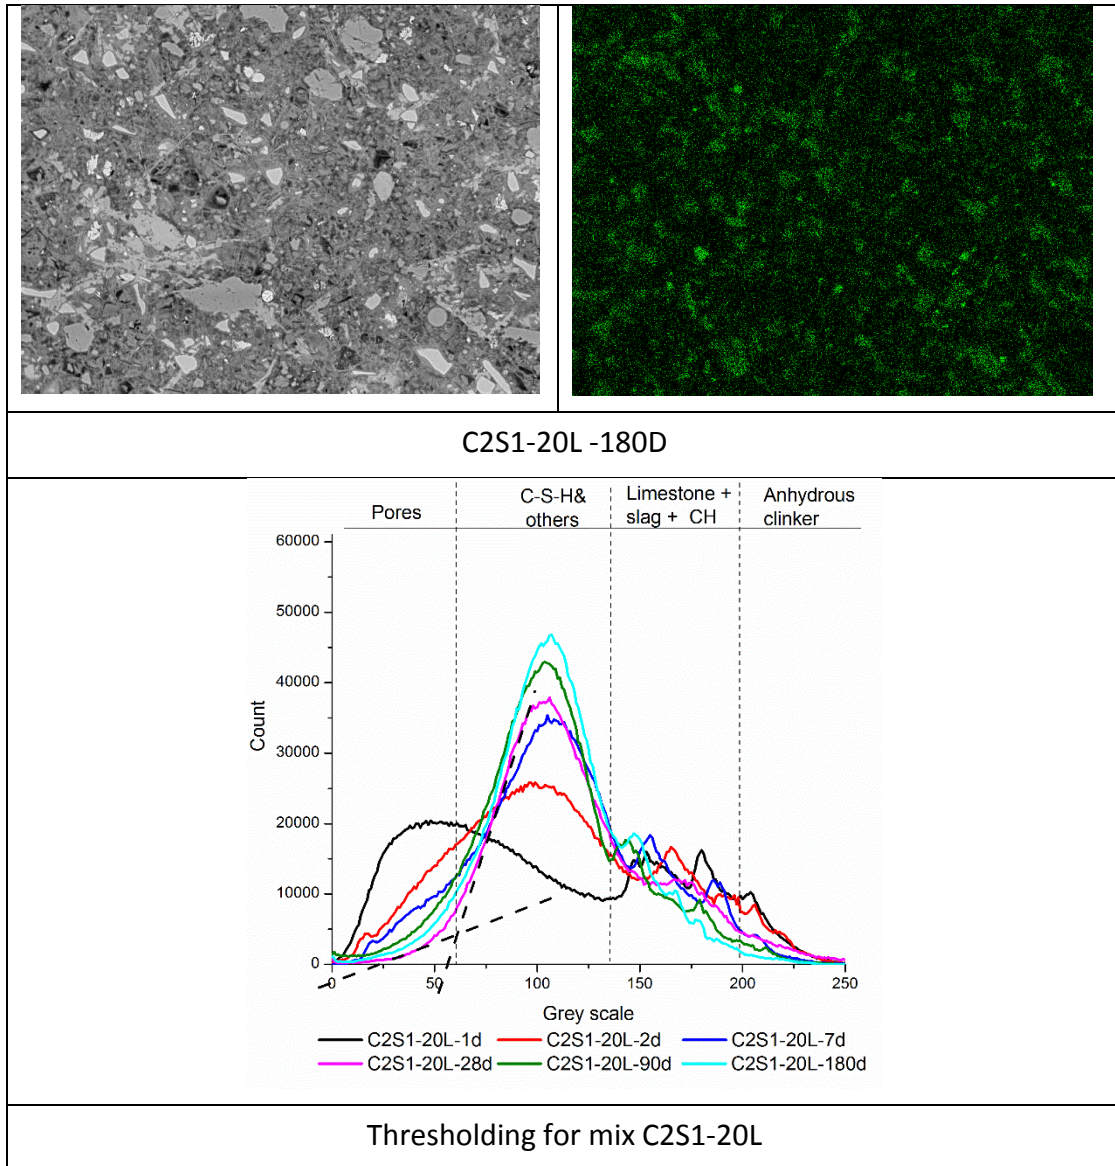 C2S1-20L -180D
Pores
C-S-H&
others
Limestone +
slag + CH
Anhydrous
clinker
60000
50000
40000
30000
20000
10000
0
Count
0
50
100
150
200
250
Grey scale
C2S1-20L-1d
C2S1-20L-2d
C2S1-20L-7d
C2S1-20L-28d
C2S1-20L-90d
C2S1-20L-180d
Thresholding for mix C2S1-20L